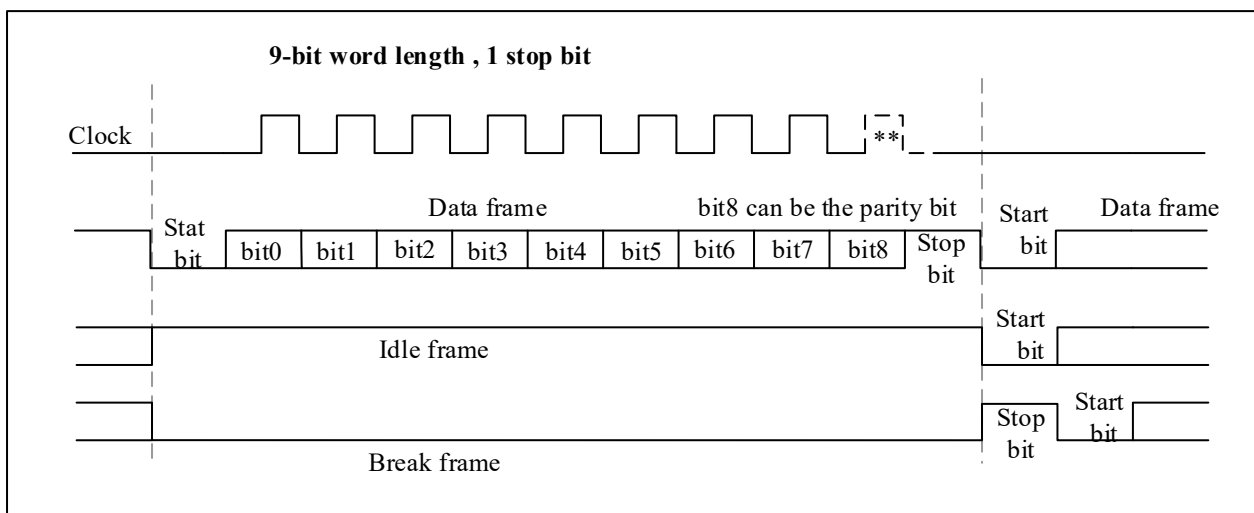 9-bit word length , 1 stop bit
Clock
**
Data frame
bit8 can be the parity bit
Stat
bit
bit0
bit1
bit2
bit3
bit4
bit5
bit6
bit7
bit8
Stop
bit
Start
bit
Data frame
Idle frame
Start
bit
Break frame
Stop
bit
Start
bit